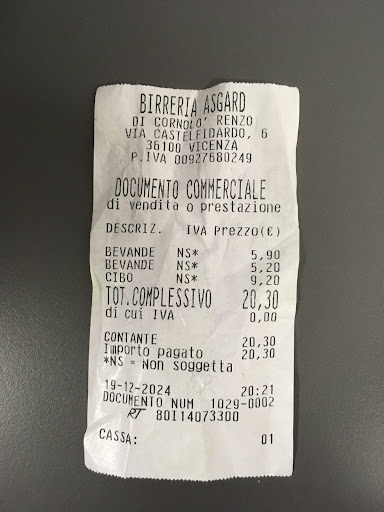 BIRRERIA ASGARD
DI CORNOLO' RENZO
VIA CASTELFIDARDO, 6
36100 VICENZA
P.IVA 00927680249
DOCUMENTO COMMERCIALE
di vendita o prestazione
DESCRIZ. IVA Prezzo(€)
BEVANDE NS* 5,90
BEVANDE NS* 5,20
CIBO NS* 9,20
TOT.COMPLESSIVO 20,30
di cui IVA 0,00
CONTANTE 20,30
Importo pagato 20,30
*NS = Non soggetta
19-12-2024 20:21
DOCUMENTO NUM 1029-0002
RT 80I14073300
CASSA: 01